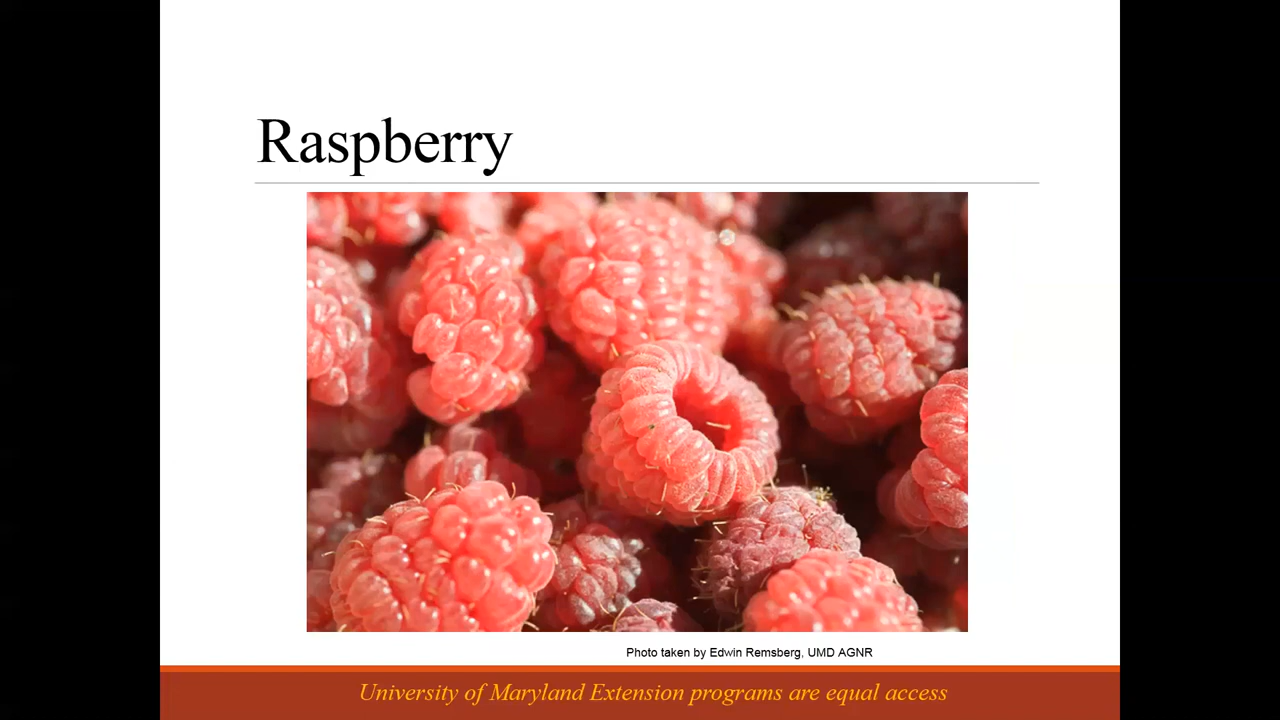 Raspberry
Photo taken by Edwin Remsberg, UMD AGNR
University of Maryland Extension programs are equal access